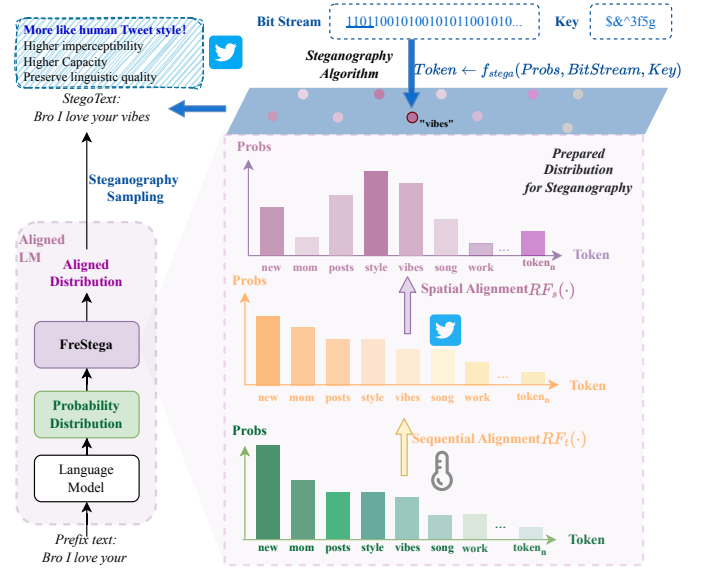 More like human Tweet style!
Higher imperceptibility
Higher Capacity
Preserve linguistic quality
StegoText:
Bro I love your vibes
Steganography
Sampling
Aligned
LM
Aligned
Distribution
FreStega
Probability
Distribution
Language
Model
Prefix text:
Bro I love your
Bit Stream
110110010100101011001010...
Key
$&^3f5g
Steganography
Algorithm
Token ← f_stega(Probs, BitStream, Key)
"vibes"
Prepared
Distribution
for Steganography
Probs
new mom posts style vibes song work ... token_n
Token
Spatial Alignment RF_s(·)
Probs
new mom posts style vibes song work ... token_n
Token
Sequential Alignment RF_t(·)
Probs
new mom posts style vibes song work ... token_n
Token